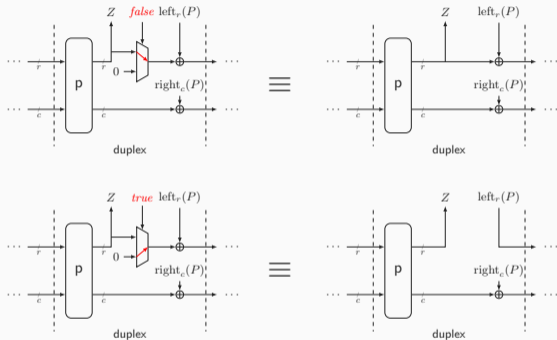 Z false left_r(P)
0
right_c(P)
p
r r
c c
duplex
≡
Z left_r(P)
right_c(P)
p
r r
c c
duplex
Z true left_r(P)
0
right_c(P)
p
r r
c c
duplex
≡
Z left_r(P)
right_c(P)
p
r r
c c
duplex